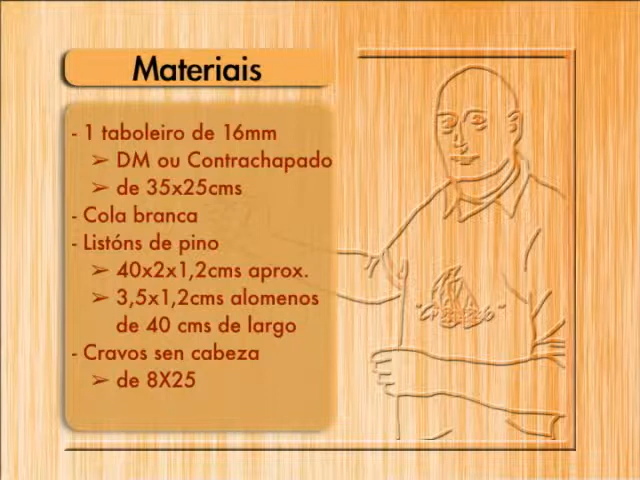 Materiais
- 1 taboleiro de 16mm
➢ DM ou Contrachapado
➢ de 35x25cms
- Cola branca
- Listóns de pino
➢ 40x2x1,2cms aprox.
➢ 3,5x1,2cms alomenos
de 40 cms de largo
- Cravos sen cabeza
➢ de 8X25